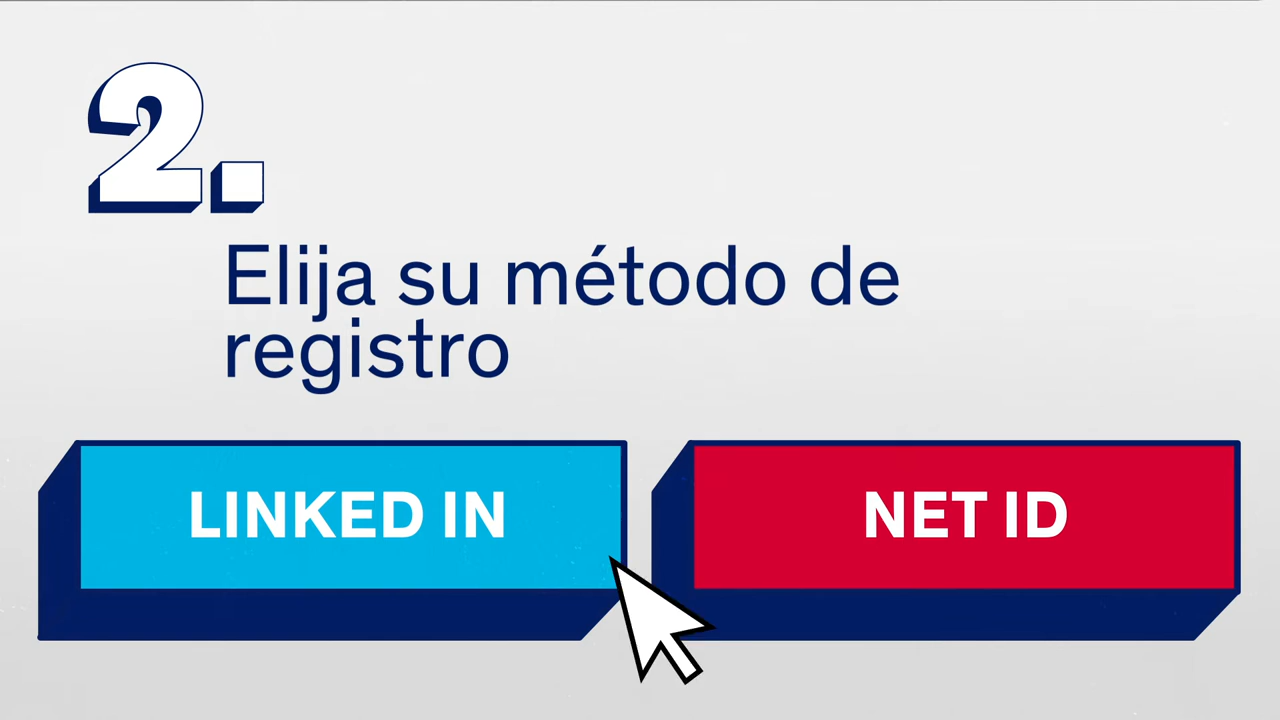 2.
Elija su método de
registro
LINKED IN
NET ID